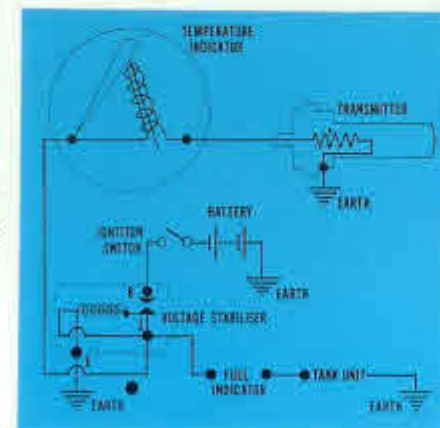 TEMPERATURE
INDICATOR
TRANSMITTER
EARTH
BATTERY
IGNITION
SWITCH
EARTH
B
VOLTAGE STABILISER
FUEL
INDICATOR
TANK UNIT
EARTH
EARTH